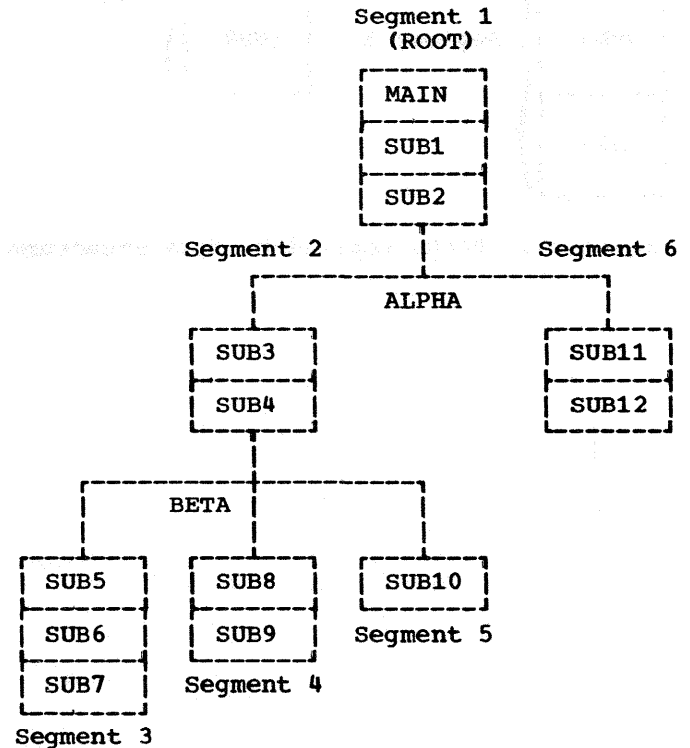 Segment 1
(ROOT)
MAIN
SUB1
SUB2
Segment 2
Segment 6
ALPHA
SUB3
SUB4
SUB11
SUB12
BETA
SUB5
SUB6
SUB7
SUB8
SUB9
SUB10
Segment 5
Segment 4
Segment 3